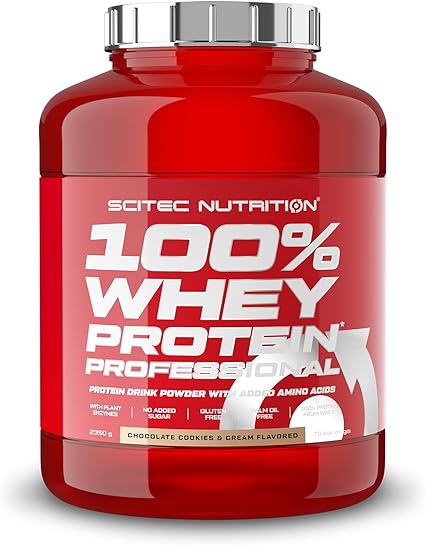 SCITEC NUTRITION®
100%
WHEY
PROTEIN*
PROFESSIONAL
PROTEIN DRINK POWDER WITH ADDED AMINO ACIDS
WITH PLANT ENZYMES
NO ADDED SUGAR
GLUTEN FREE
PALM OIL FREE
100% PROTEIN FROM WHEY
2350 g
CHOCOLATE COOKIES & CREAM FLAVORED